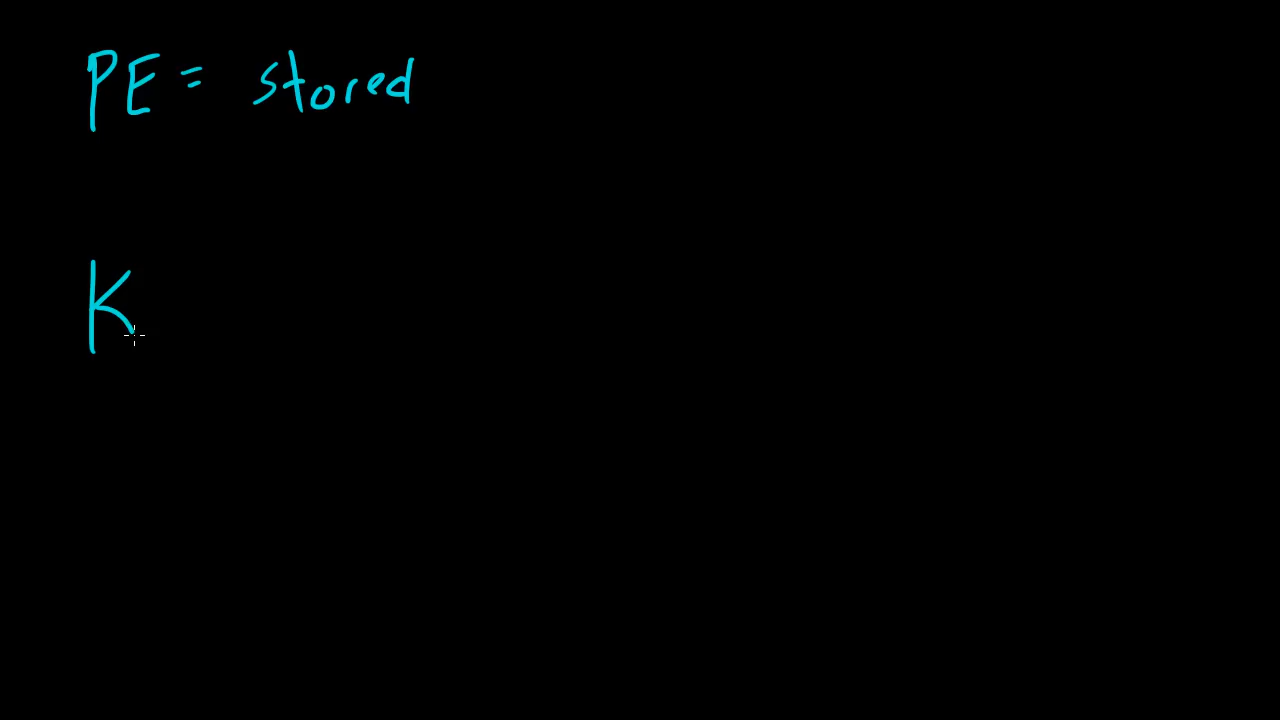 PE = stored
K